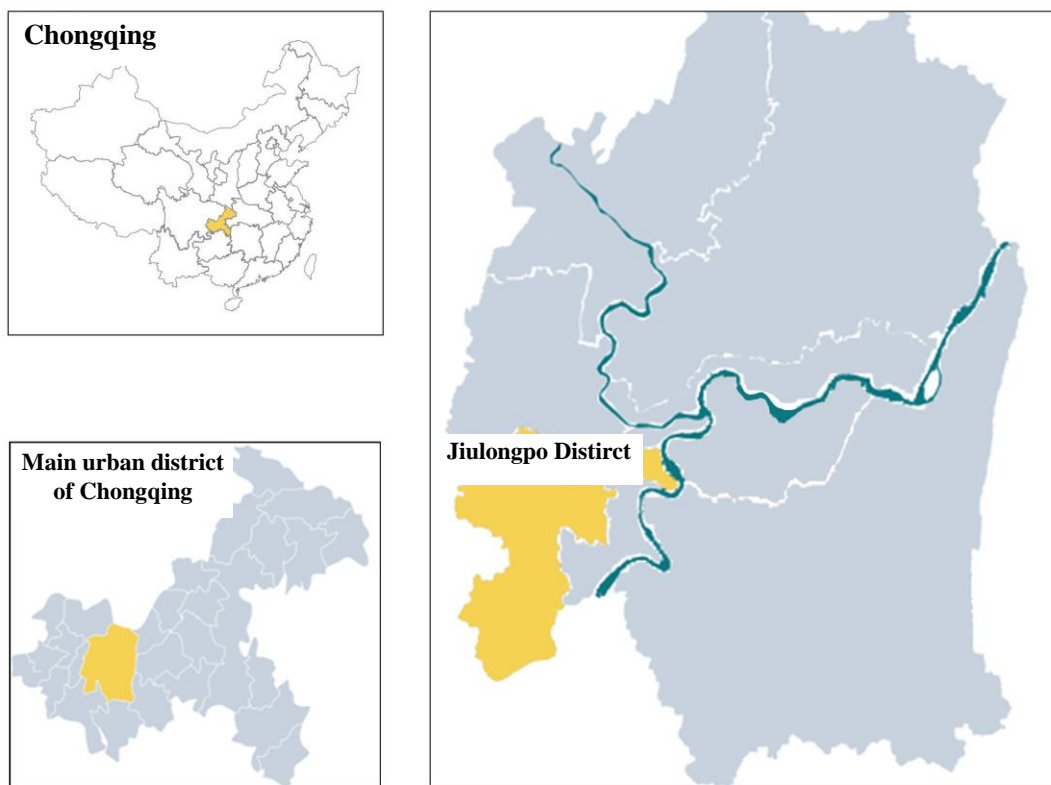 Chongqing
Main urban district
of Chongqing
Jiulongpo Distirct